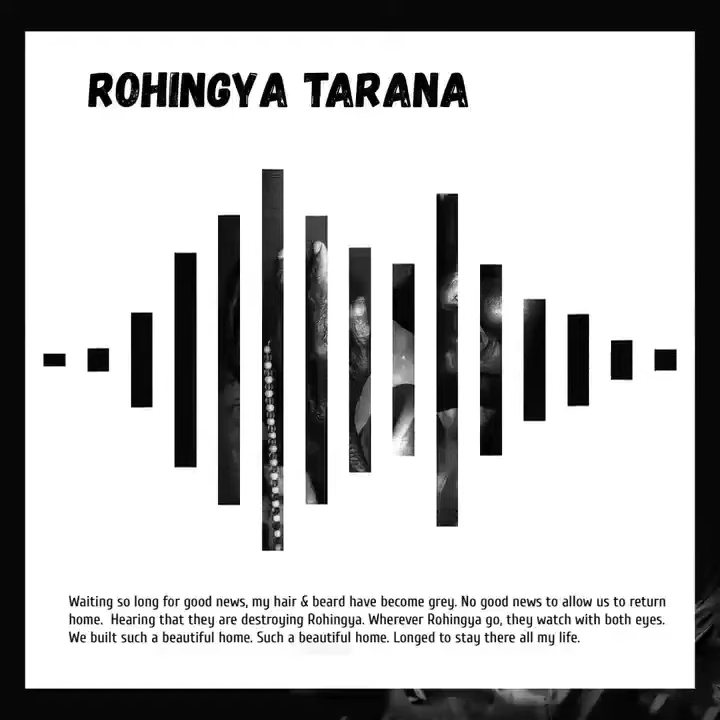 ROHINGYA TARANA
Waiting so long for good news, my hair & beard have become grey. No good news to allow us to return
home.  Hearing that they are destroying Rohingya. Wherever Rohingya go, they watch with both eyes.
We built such a beautiful home. Such a beautiful home. Longed to stay there all my life.